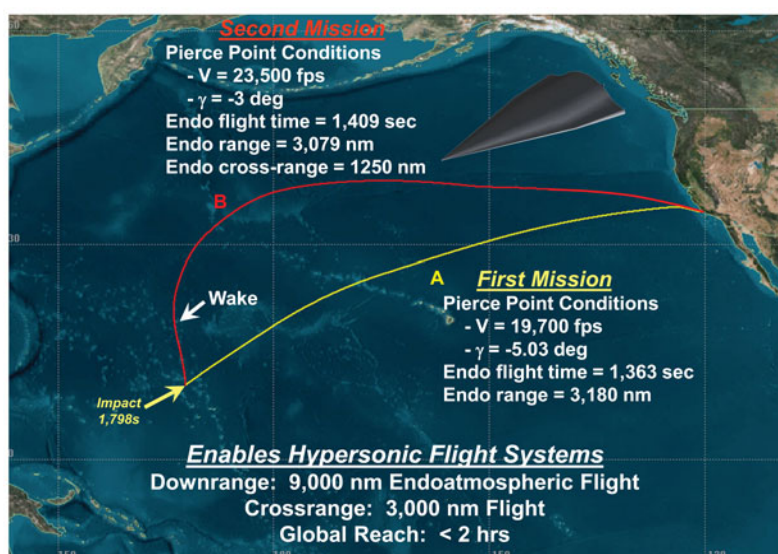 Second Mission
Pierce Point Conditions
- V = 23,500 fps
- γ = -3 deg
Endo flight time = 1,409 sec
Endo range = 3,079 nm
Endo cross-range = 1250 nm
B
30
A
First Mission
Pierce Point Conditions
- V = 19,700 fps
- γ = -5.03 deg
Endo flight time = 1,363 sec
Endo range = 3,180 nm
Wake
Impact
1,798s
Enables Hypersonic Flight Systems
Downrange: 9,000 nm Endoatmospheric Flight
Crossrange: 3,000 nm Flight
Global Reach: < 2 hrs